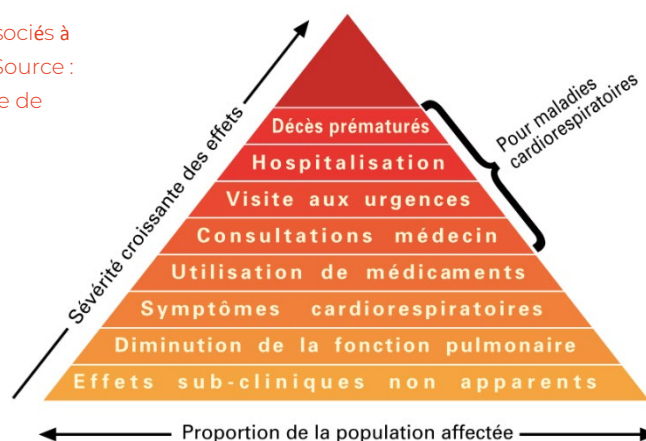 sociés à
Source :
e de
Décès prématurés
Hospitalisation
Visite aux urgences
Consultations médecin
Utilisation de médicaments
Symptômes cardiorespiratoires
Diminution de la fonction pulmonaire
Effets sub-cliniques non apparents
Sévérité croissante des effets
Pour maladies
cardiorespiratoires
Proportion de la population affectée